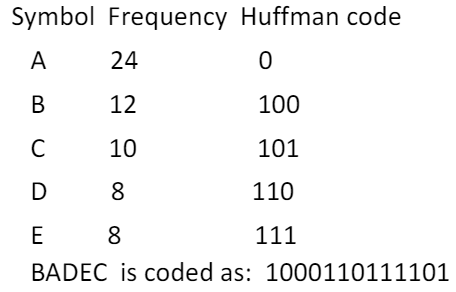 Symbol Frequency Huffman code
A 24 0
B 12 100
C 10 101
D 8 110
E 8 111
BADEC is coded as: 1000110111101